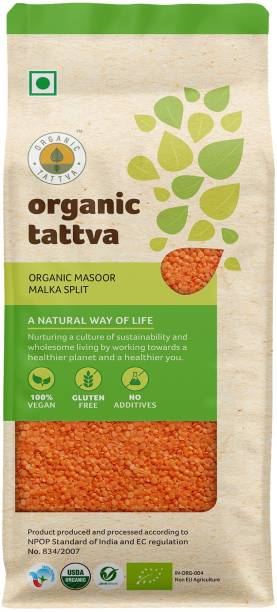 ORGANIC
TATTVA
TM
organic
tattva
ORGANIC MASOOR
MALKA SPLIT
A NATURAL WAY OF LIFE
Nurturing a culture of sustainability and
wholesome living by working towards a
healthier planet and a healthier you.
100%
VEGAN
GLUTEN
FREE
NO
ADDITIVES
Product produced and processed according to
NPOP Standard of India and EC regulation
No. 834/2007
USDA
ORGANIC
IN-ORG-004
Non EU Agriculture